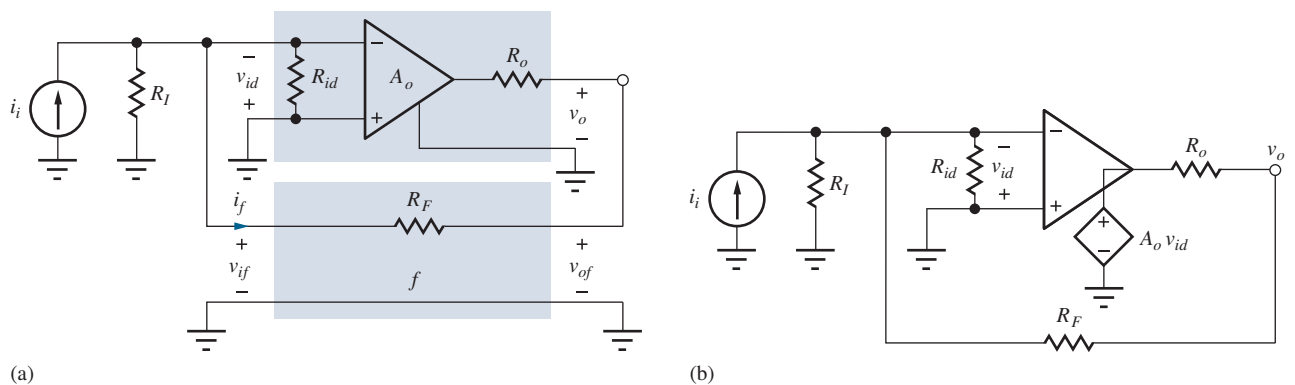 i_i
R_I
−
v_id
+
R_id
−
A_o
+
R_o
+
v_o
−
i_f
R_F
+
v_if
−
f
+
v_of
−
(a)
i_i
R_I
R_id
−
v_id
+
−
+
R_o
v_o
+
−
A_o v_id
R_F
(b)